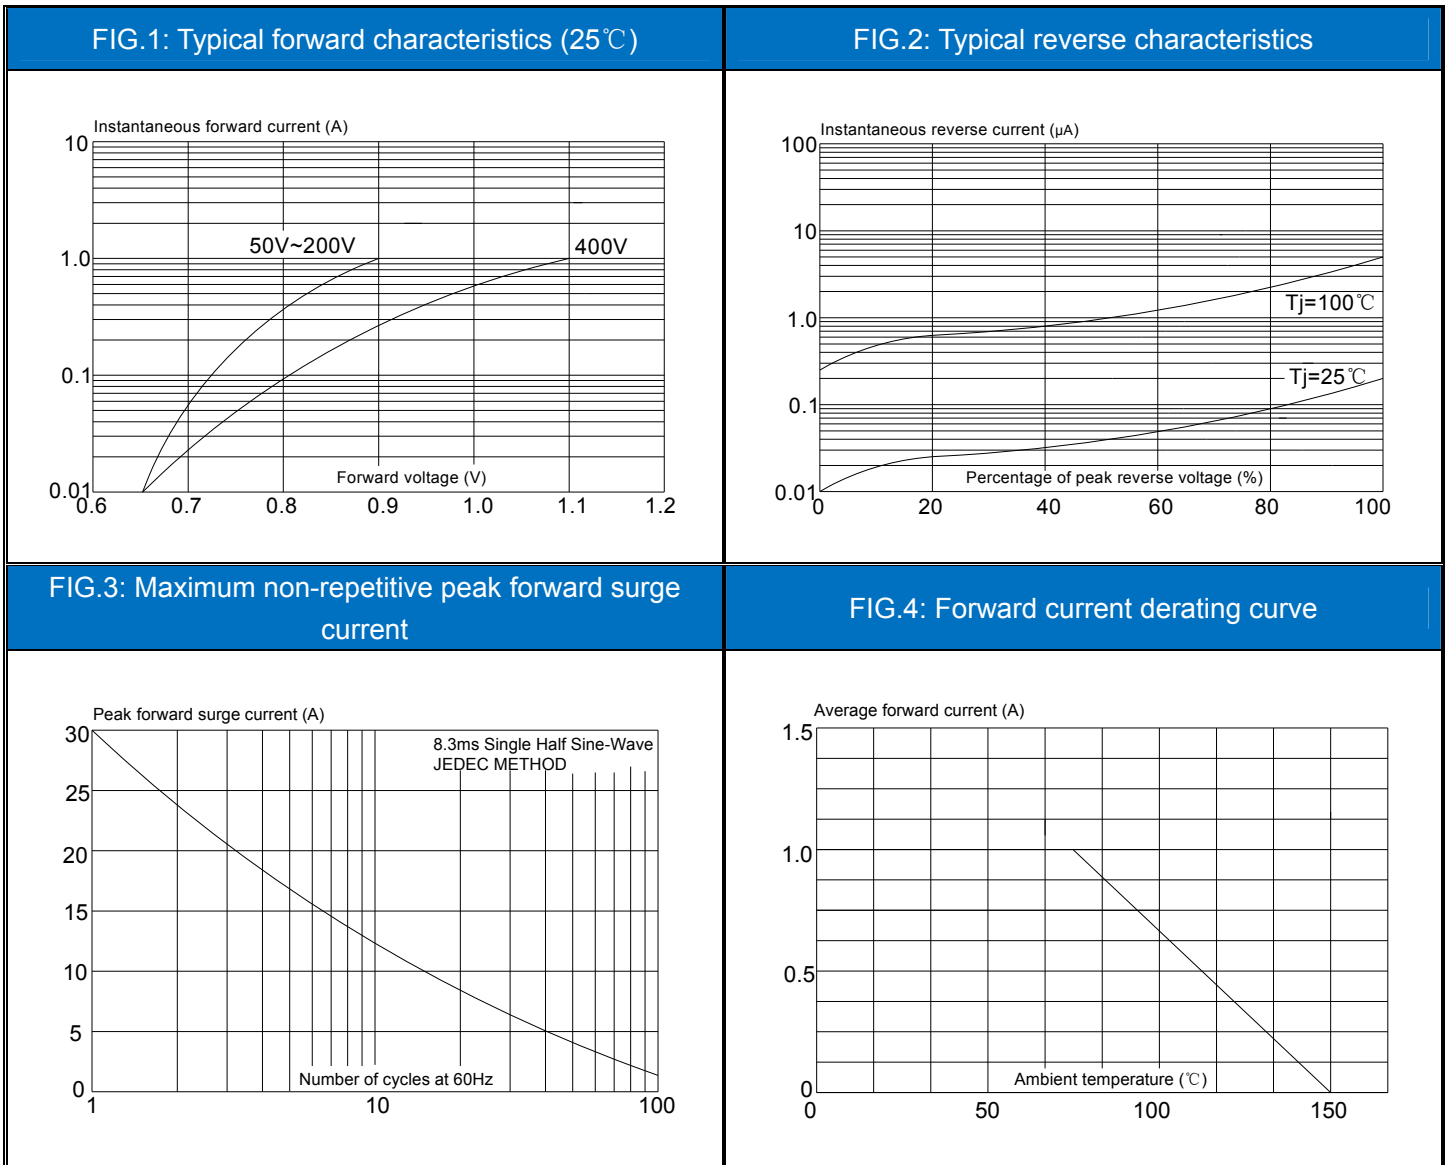 FIG.1: Typical forward characteristics (25℃)
FIG.2: Typical reverse characteristics
Instantaneous forward current (A)
10
1.0
0.1
0.01
50V~200V
400V
Forward voltage (V)
0.6 0.7 0.8 0.9 1.0 1.1 1.2
Instantaneous reverse current (μA)
100
10
1.0
0.1
0.01
Tj=100℃
Tj=25℃
Percentage of peak reverse voltage (%)
0 20 40 60 80 100
FIG.3: Maximum non-repetitive peak forward surge
current
FIG.4: Forward current derating curve
Peak forward surge current (A)
30
25
20
15
10
5
0
8.3ms Single Half Sine-Wave
JEDEC METHOD
Number of cycles at 60Hz
1 10 100
Average forward current (A)
1.5
1.0
0.5
0
Ambient temperature (℃)
0 50 100 150